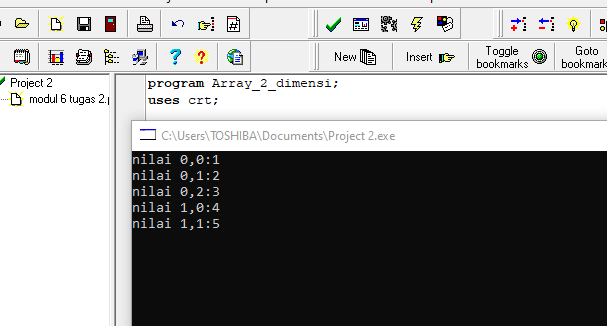 New
Insert
Toggle
bookmarks
Goto
Project 2
modul 6 tugas 2.
program Array_2_dimensi;
uses crt;
C:\Users\TOSHIBA\Documents\Project 2.exe
nilai 0,0:1
nilai 0,1:2
nilai 0,2:3
nilai 1,0:4
nilai 1,1:5